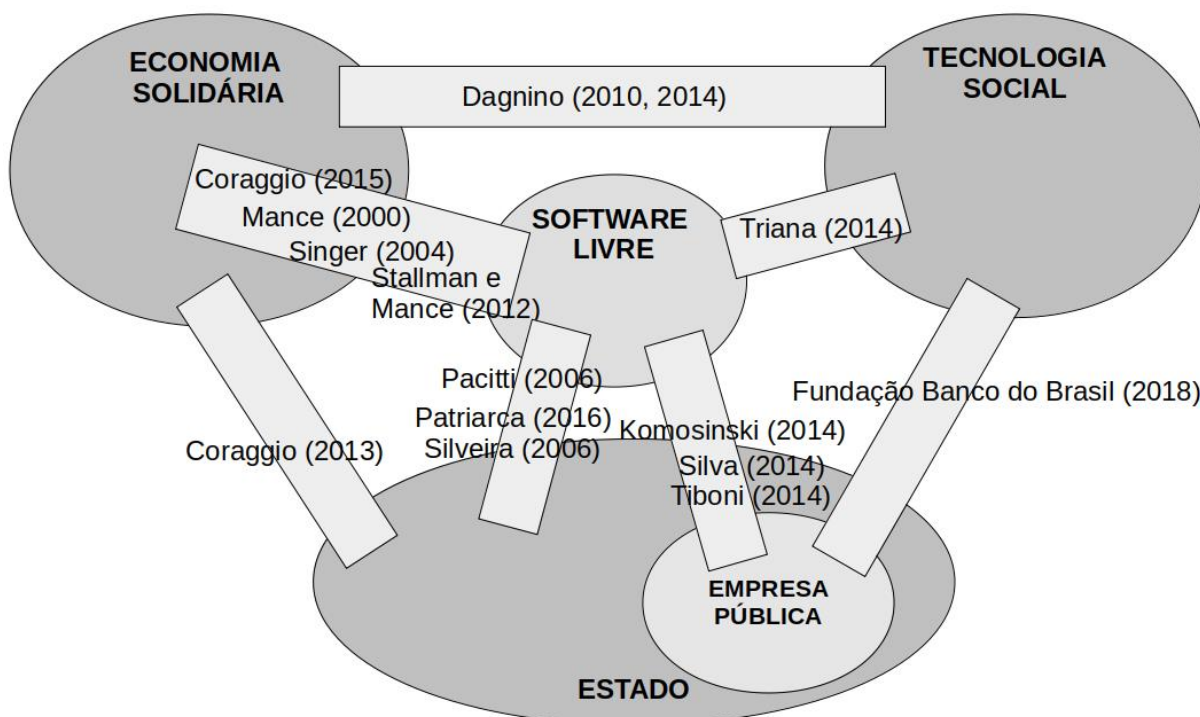 ECONOMIA
SOLIDÁRIA
TECNOLOGIA
SOCIAL
Dagnino (2010, 2014)
Coraggio (2015)
Mance (2000)
Singer (2004)
Stallman e
Mance (2012)
SOFTWARE
LIVRE
Triana (2014)
Pacitti (2006)
Patriarca (2016)
Silveira (2006)
Komosinski (2014)
Silva (2014)
Tiboni (2014)
Fundação Banco do Brasil (2018)
Coraggio (2013)
EMPRESA
PÚBLICA
ESTADO